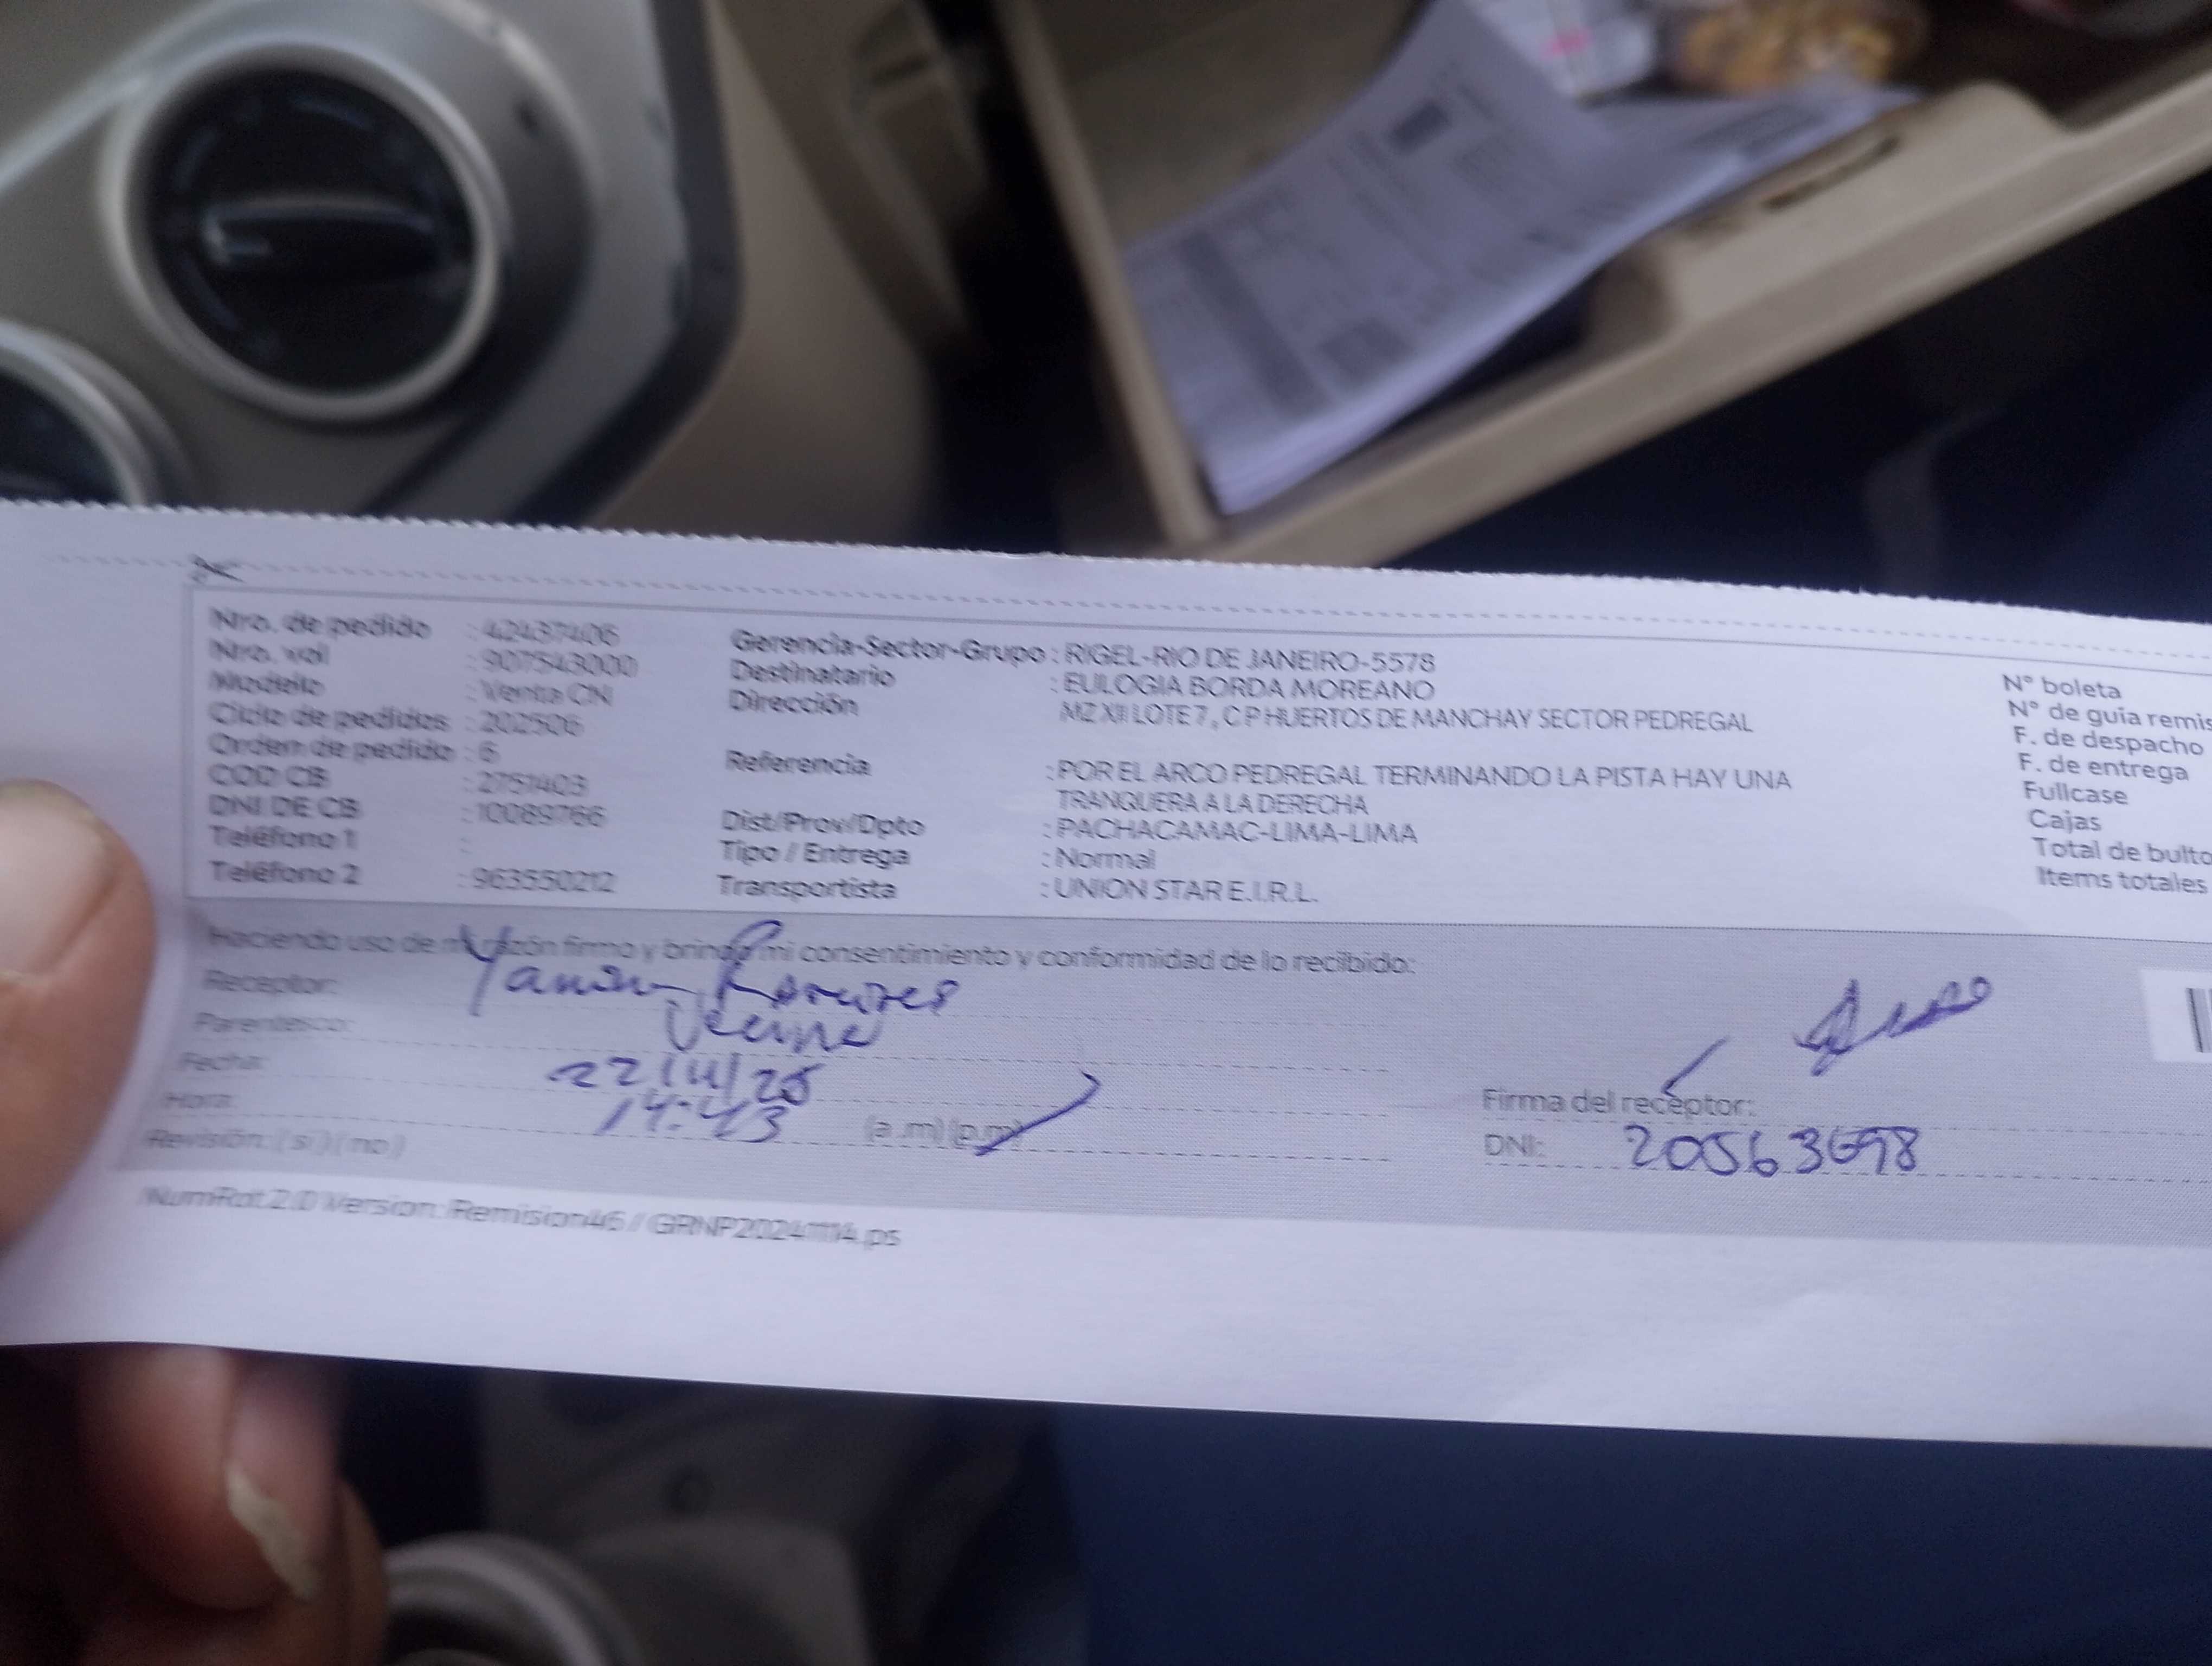 Nro. de pedido : 42437406
Nro. val : 907543000
Modelo : Venta CN
Ciclo de pedidos : 202506
Orden de pedido : 6
COD CB : 2751403
DNI DE CB : 10089766
Teléfono 1 :
Teléfono 2 : 963550212
Gerencia-Sector-Grupo : RIGEL-RIO DE JANEIRO-5578
Destinatario : EULOGIA BORDA MOREANO
Dirección MZ XII LOTE 7 , C P HUERTOS DE MANCHAY SECTOR PEDREGAL
Referencia : POR EL ARCO PEDREGAL TERMINANDO LA PISTA HAY UNA
TRANQUERA A LA DERECHA
Dist/Prov/Dpto : PACHACAMAC-LIMA-LIMA
Tipo / Entrega : Normal
Transportista : UNION STAR E.I.R.L.
N° boleta
N° de guía remis
F. de despacho
F. de entrega
Fullcase
Cajas
Total de bulto
Items totales
Haciendo uso de mi razón firmo y brindo mi consentimiento y conformidad de lo recibido:
Receptor:
Parentesco:
Fecha:
Hora: 14:43 (a .m) (p.m)
Revisión: ( si ) ( no )
Firma del receptor:
DNI:
NumRot 2.0 Version: Remision46 // GRNP20241114.ps